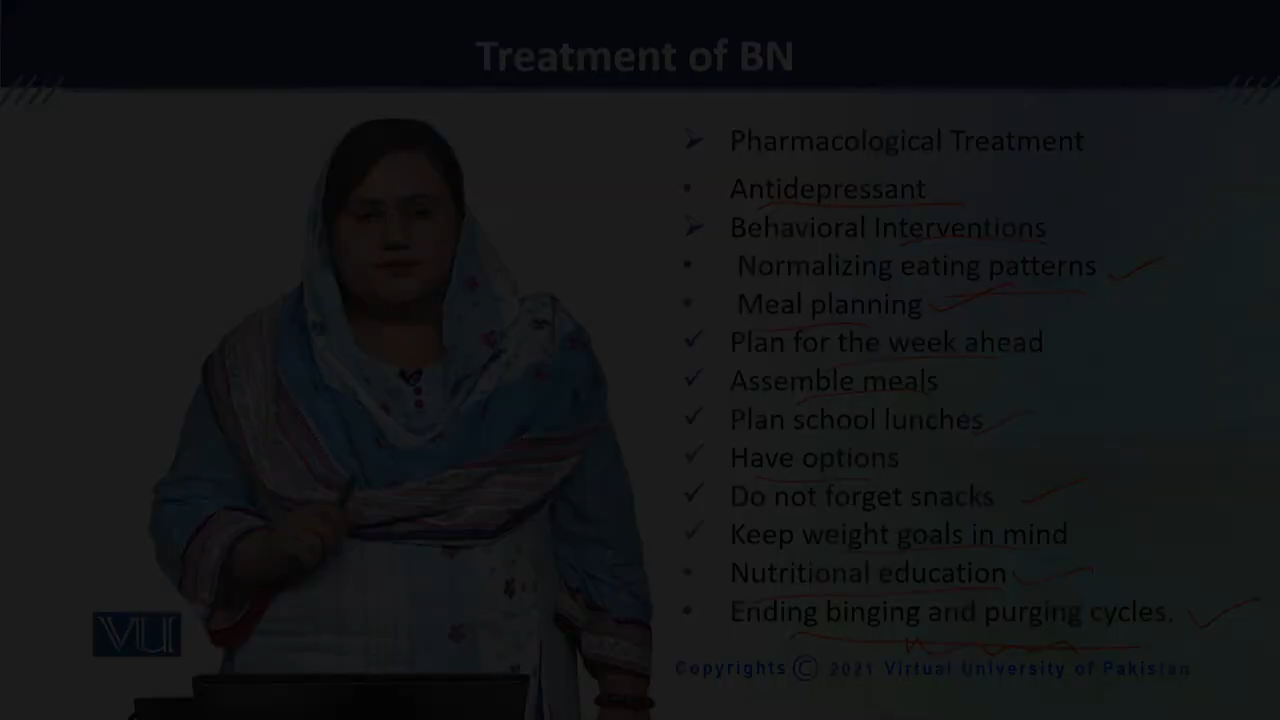 Treatment of BN
Pharmacological Treatment
Antidepressant
Behavioral Interventions
Normalizing eating patterns
Meal planning
Plan for the week ahead
Assemble meals
Plan school lunches
Have options
Do not forget snacks
Keep weight goals in mind
Nutritional education
Ending binging and purging cycles.
VU
Copyrights © 2021 Virtual University of Pakistan